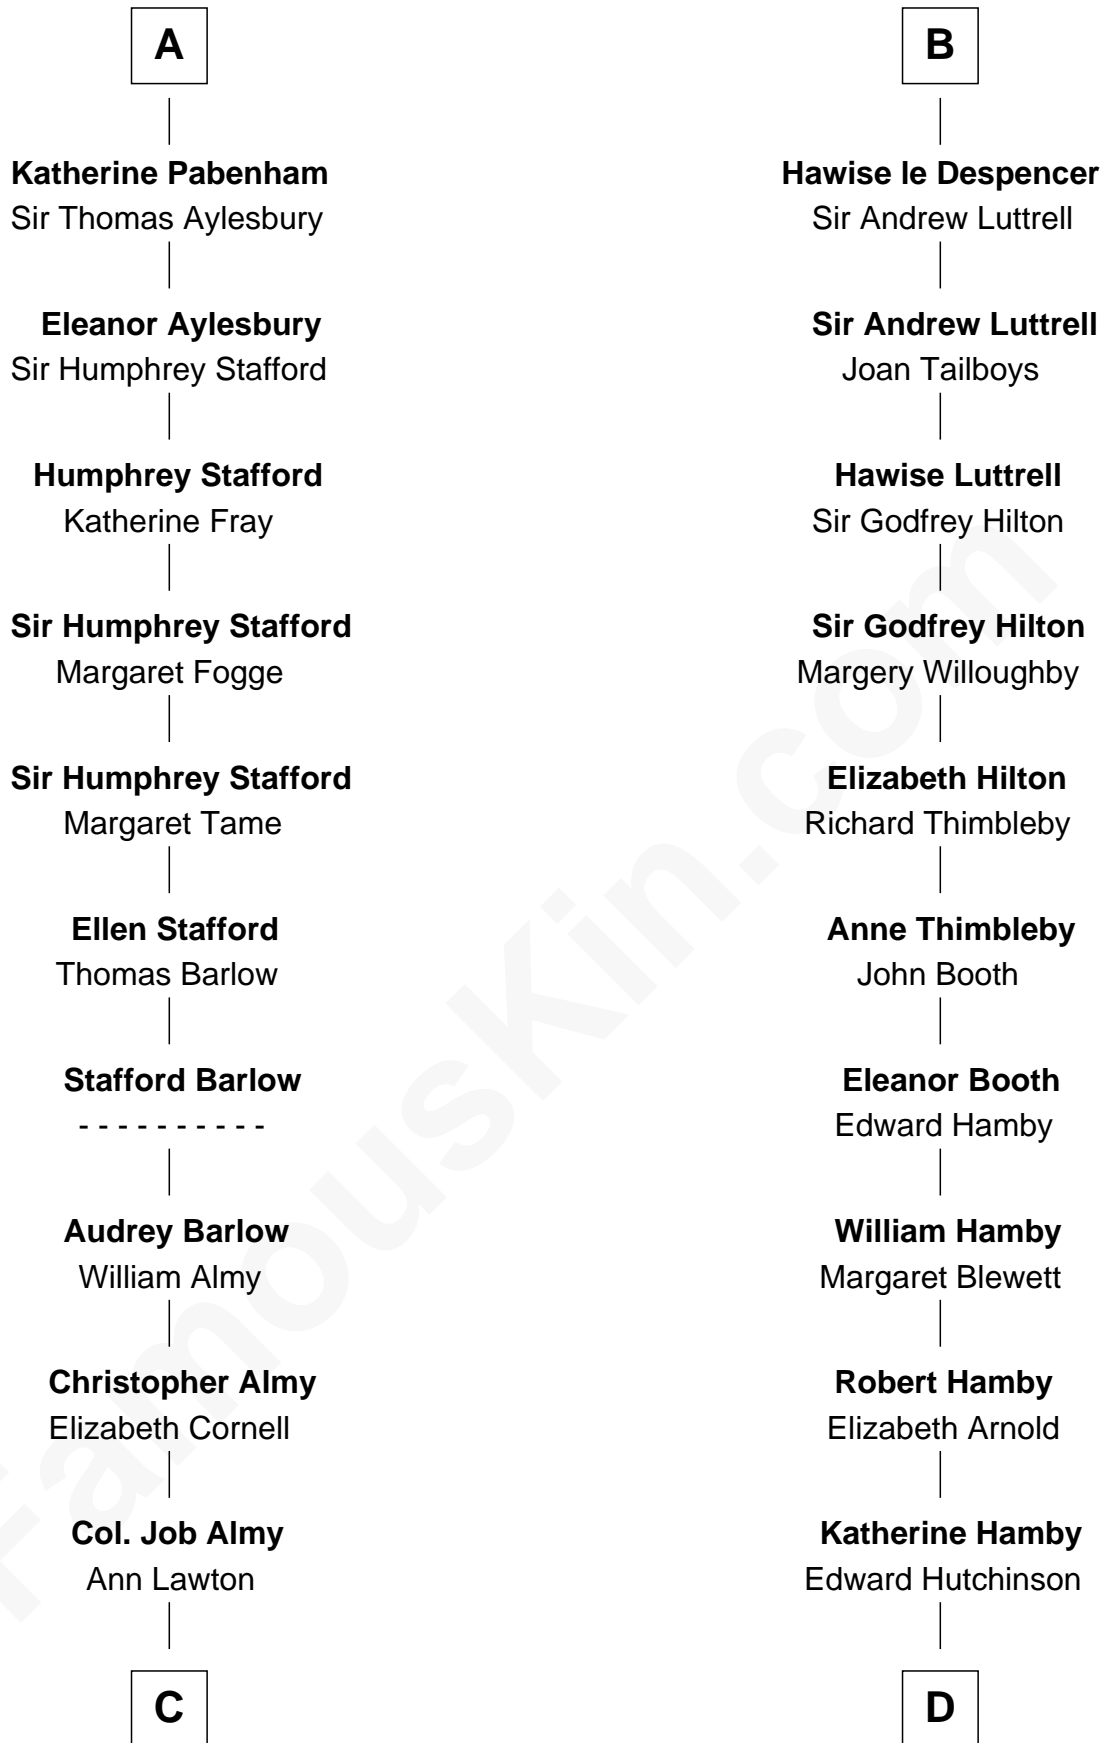 A
Katherine Pabenham
Sir Thomas Aylesbury
Eleanor Aylesbury
Sir Humphrey Stafford
Humphrey Stafford
Katherine Fray
Sir Humphrey Stafford
Margaret Fogge
Sir Humphrey Stafford
Margaret Tame
Ellen Stafford
Thomas Barlow
Stafford Barlow
- - - - - - - - - -
Audrey Barlow
William Almy
Christopher Almy
Elizabeth Cornell
Col. Job Almy
Ann Lawton
C
B
Hawise le Despencer
Sir Andrew Luttrell
Sir Andrew Luttrell
Joan Tailboys
Hawise Luttrell
Sir Godfrey Hilton
Sir Godfrey Hilton
Margery Willoughby
Elizabeth Hilton
Richard Thimbleby
Anne Thimbleby
John Booth
Eleanor Booth
Edward Hamby
William Hamby
Margaret Blewett
Robert Hamby
Elizabeth Arnold
Katherine Hamby
Edward Hutchinson
D
FamousKin.com